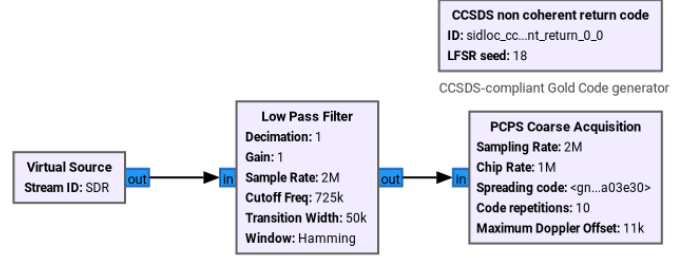 CCSDS non coherent return code
ID: sidloc_cc...nt_return_0_0
LFSR seed: 18
CCSDS-compliant Gold Code generator
Virtual Source
Stream ID: SDR
out
in
Low Pass Filter
Decimation: 1
Gain: 1
Sample Rate: 2M
Cutoff Freq: 725k
Transition Width: 50k
Window: Hamming
out
in
PCPS Coarse Acquisition
Sampling Rate: 2M
Chip Rate: 1M
Spreading code: <gn...a03e30>
Code repetitions: 10
Maximum Doppler Offset: 11k